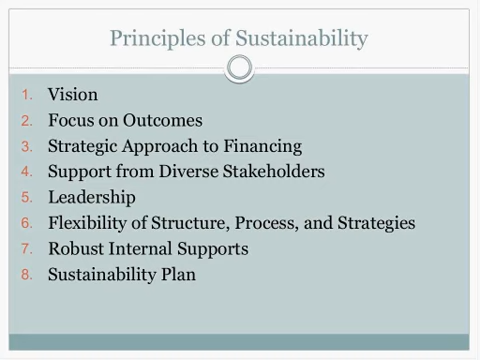 Principles of Sustainability
1. Vision
2. Focus on Outcomes
3. Strategic Approach to Financing
4. Support from Diverse Stakeholders
5. Leadership
6. Flexibility of Structure, Process, and Strategies
7. Robust Internal Supports
8. Sustainability Plan